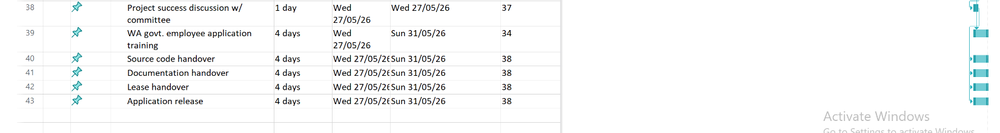 38 Project success discussion w/ 1 day Wed Wed 27/05/26 37
committee 27/05/26
39 WA govt. employee application 4 days Wed Sun 31/05/26 34
training 27/05/26
40 Source code handover 4 days Wed 27/05/26 Sun 31/05/26 38
41 Documentation handover 4 days Wed 27/05/26 Sun 31/05/26 38
42 Lease handover 4 days Wed 27/05/26 Sun 31/05/26 38
43 Application release 4 days Wed 27/05/26 Sun 31/05/26 38
Activate Windows
Go to Settings to activate Windows.